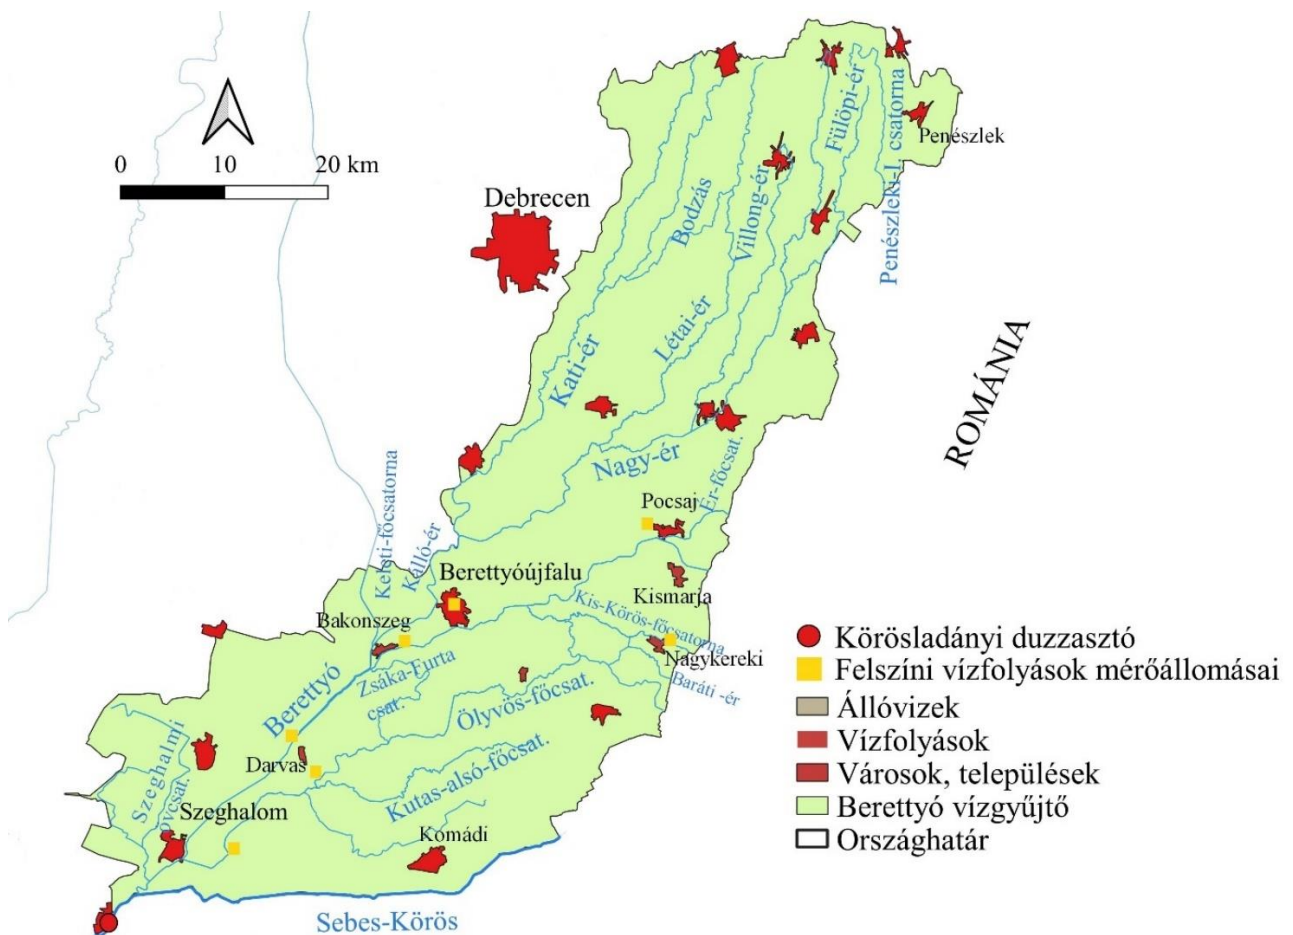 0 10 20 km
Debrecen
Penészlek
Fülöpi-ér
Penészleki-I. csatorna
Bodzás
Villong-ér
Létai-ér
Kati-ér
ROMÁNIA
Nagy-ér
Ér-főcsat.
Pocsaj
Keleti-főcsatorna
Kálló-ér
Berettyóújfalu
Kismarja
Bakonszeg
Kis-Körös-főcsatorna
Nagykereki
Baráti -ér
Zsáka-Furta
csat.
Berettyó
Ölyvös-főcsat.
Darvas
Kutas-alsó-főcsat.
Szeghalmi
övcsat.
Szeghalom
Komádi
Sebes-Körös
Körösladányi duzzasztó
Felszíni vízfolyások mérőállomásai
Állóvizek
Vízfolyások
Városok, települések
Berettyó vízgyűjtő
Országhatár